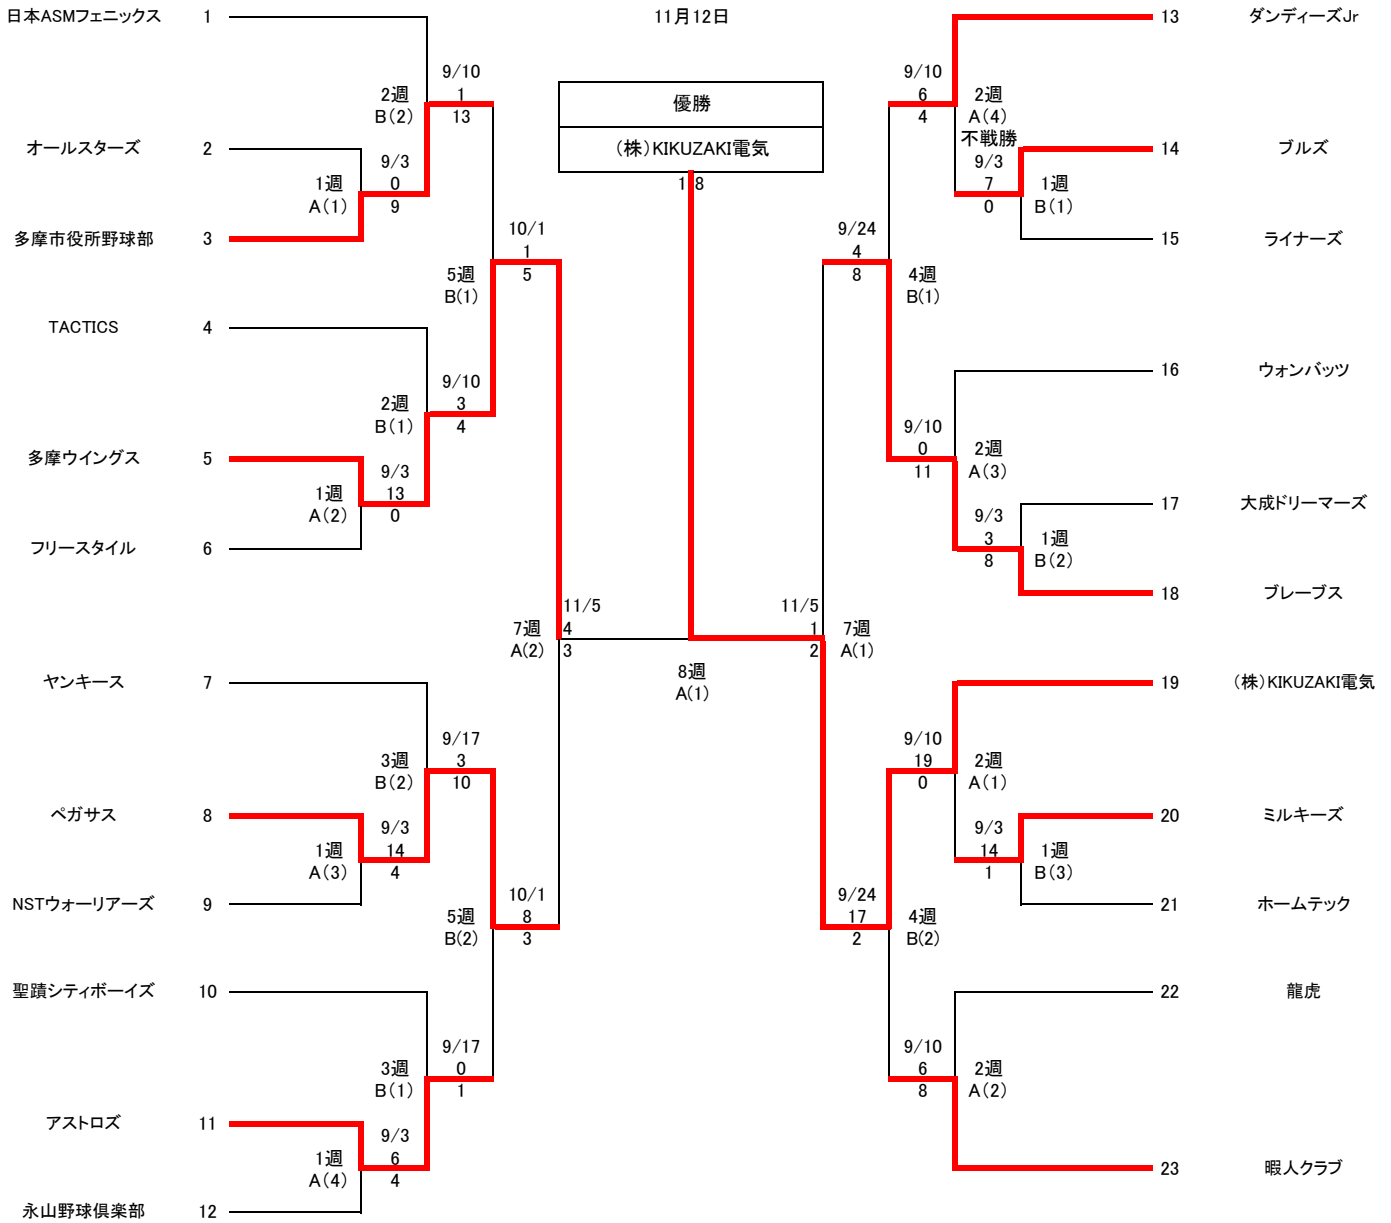 11月12日
優勝
(株)KIKUZAKI電気
1 8
8週
A(1)
日本ASMフェニックス 1
9/10
1
13
2週
B(2)
オールスターズ 2
9/3
0
9
1週
A(1)
多摩市役所野球部 3
10/1
1
5
5週
B(1)
TACTICS 4
9/10
3
4
2週
B(1)
多摩ウイングス 5
9/3
13
0
1週
A(2)
フリースタイル 6
11/5
4
3
7週
A(2)
ヤンキース 7
9/17
3
10
3週
B(2)
ペガサス 8
9/3
14
4
1週
A(3)
NSTウォーリアーズ 9
10/1
8
3
5週
B(2)
聖蹟シティボーイズ 10
9/17
0
1
3週
B(1)
アストロズ 11
9/3
6
4
1週
A(4)
永山野球倶楽部 12
13 ダンディーズJr
9/10
6
4
2週
A(4)
不戦勝
14 ブルズ
9/3
7
0
1週
B(1)
15 ライナーズ
9/24
4
8
4週
B(1)
16 ウォンバッツ
9/10
0
11
2週
A(3)
17 大成ドリーマーズ
9/3
3
8
1週
B(2)
18 ブレーブス
11/5
1
2
7週
A(1)
19 (株)KIKUZAKI電気
9/10
19
0
2週
A(1)
20 ミルキーズ
9/3
14
1
1週
B(3)
21 ホームテック
9/24
17
2
4週
B(2)
22 龍虎
9/10
6
8
2週
A(2)
23 暇人クラブ